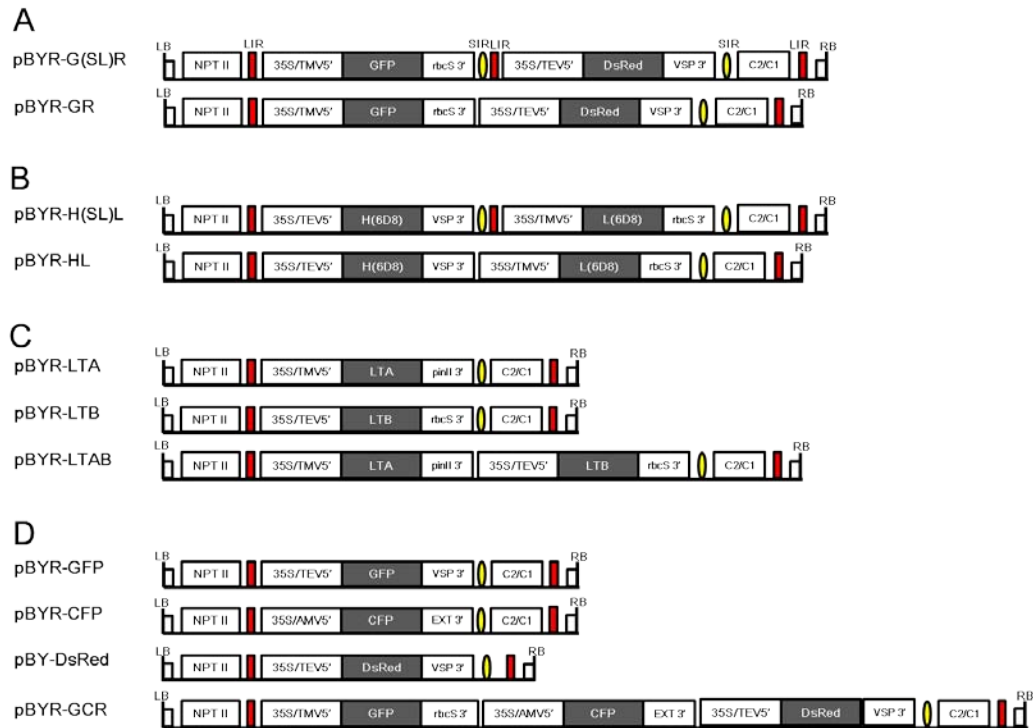 A
LB LIR SIR LIR SIR LIR RB
pBYR-G(SL)R NPT II 35S/TMV5' GFP rbcS 3' 35S/TEV5' DsRed VSP 3' C2/C1
LB RB
pBYR-GR NPT II 35S/TMV5' GFP rbcS 3' 35S/TEV5' DsRed VSP 3' C2/C1
B
LB RB
pBYR-H(SL)L NPT II 35S/TEV5' H(6D8) VSP 3' 35S/TMV5' L(6D8) rbcS 3' C2/C1
LB RB
pBYR-HL NPT II 35S/TEV5' H(6D8) VSP 3' 35S/TMV5' L(6D8) rbcS 3' C2/C1
C
LB RB
pBYR-LTA NPT II 35S/TMV5' LTA pinII 3' C2/C1
LB RB
pBYR-LTB NPT II 35S/TEV5' LTB rbcS 3' C2/C1
LB RB
pBYR-LTAB NPT II 35S/TMV5' LTA pinII 3' 35S/TEV5' LTB rbcS 3' C2/C1
D
LB RB
pBYR-GFP NPT II 35S/TEV5' GFP VSP 3' C2/C1
LB RB
pBYR-CFP NPT II 35S/AMV5' CFP EXT 3' C2/C1
LB RB
pBY-DsRed NPT II 35S/TEV5' DsRed VSP 3'
LB RB
pBYR-GCR NPT II 35S/TMV5' GFP rbcS 3' 35S/AMV5' CFP EXT 3' 35S/TEV5' DsRed VSP 3' C2/C1